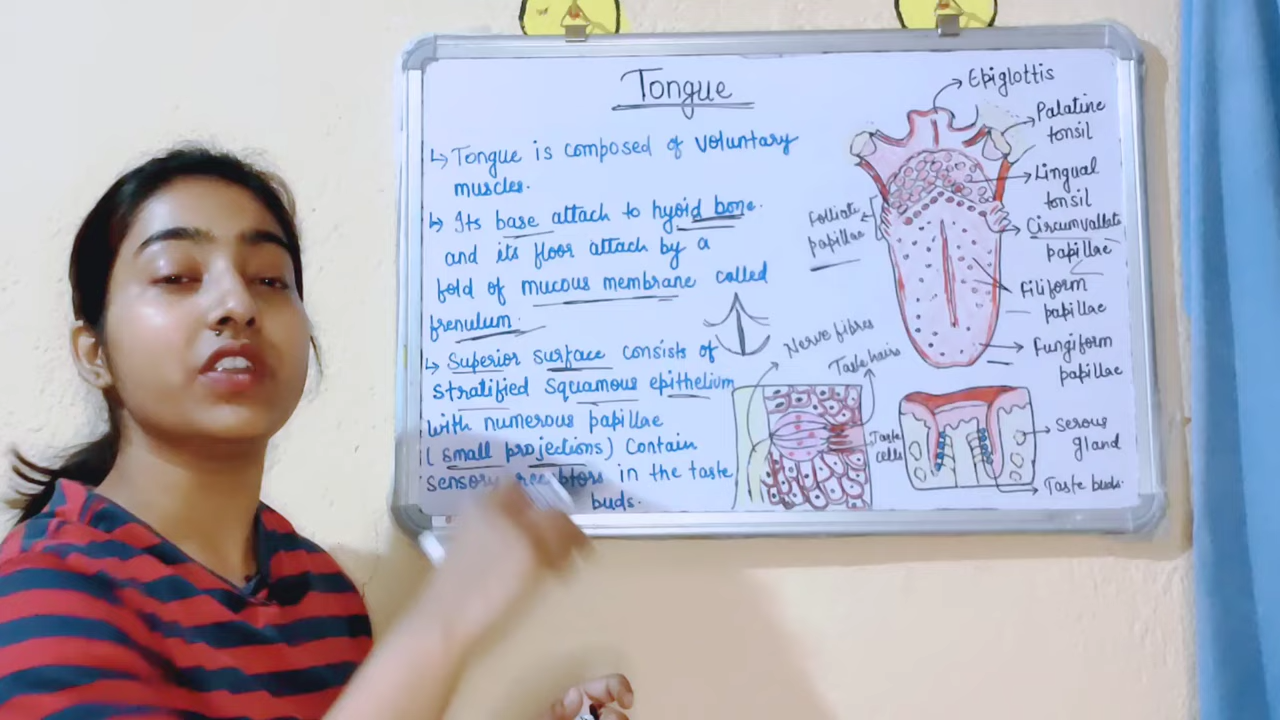 Tongue
↳ Tongue is composed of voluntary
muscles.
↳ Its base attach to hyoid bone.
and its floor attach by a
fold of mucous membrane called
frenulum.
↳ Superior surface consists of
stratified squamous epithelium
with numerous papillae
(small projections) Contain
sensory receptors in the taste
buds.
Epiglottis
Palatine
tonsil
Lingual
tonsil
Circumvallate
papillae
Filiform
papillae
Fungiform
papillae
Folliate
papillae
Nerve fibres
Taste hairs
Taste
cells
Serous
gland
Taste buds.